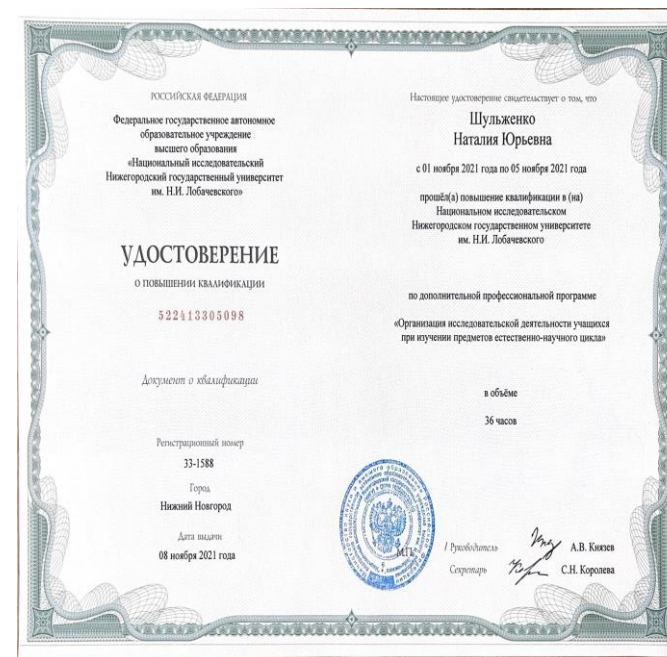 РОССИЙСКАЯ ФЕДЕРАЦИЯ
Федеральное государственное автономное
образовательное учреждение
высшего образования
«Национальный исследовательский
Нижегородский государственный университет
им. Н.И. Лобачевского»
УДОСТОВЕРЕНИЕ
О ПОВЫШЕНИИ КВАЛИФИКАЦИИ
522413305098
Документ о квалификации
Регистрационный номер
33-1588
Город
Нижний Новгород
Дата выдачи
08 ноября 2021 года
Настоящее удостоверение свидетельствует о том, что
Шульженко
Наталия Юрьевна
с 01 ноября 2021 года по 05 ноября 2021 года
прошёл(а) повышение квалификации в (на)
Национальном исследовательском
Нижегородском государственном университете
им. Н.И. Лобачевского
по дополнительной профессиональной программе
«Организация исследовательской деятельности учащихся
при изучении предметов естественно-научного цикла»
в объёме
36 часов
М.П.
Руководитель
А.В. Князев
Секретарь
С.Н. Королева